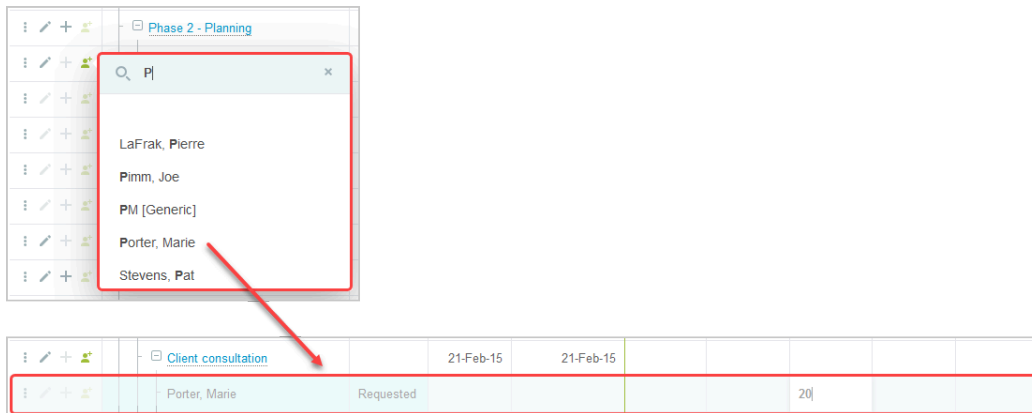 Phase 2 - Planning
P
LaFrak, Pierre
Pimm, Joe
PM [Generic]
Porter, Marie
Stevens, Pat
Client consultation 21-Feb-15 21-Feb-15
Porter, Marie Requested 20